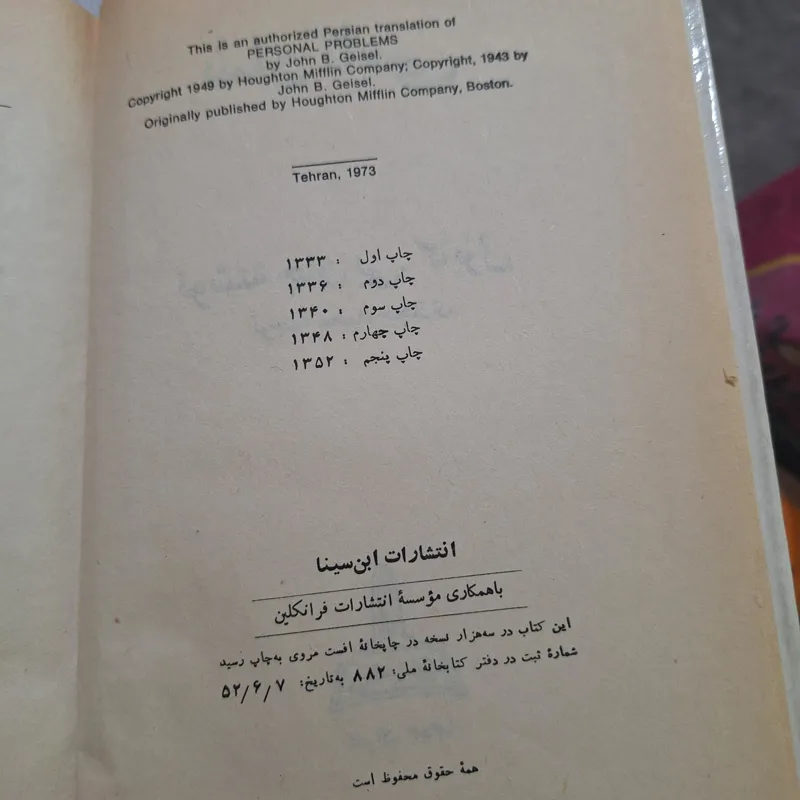 This is an authorized Persian translation of
PERSONAL PROBLEMS
by John B. Geisel.
Copyright 1949 by Houghton Mifflin Company; Copyright, 1943 by
John B. Geisel.
Originally published by Houghton Mifflin Company, Boston.
Tehran, 1973
چاپ اول : ۱۳۳۳
چاپ دوم : ۱۳۳۶
چاپ سوم : ۱۳۴۰
چاپ چهارم : ۱۳۴۸
چاپ پنجم : ۱۳۵۲
انتشارات ابن‌سینا
باهمکاری مؤسسهٔ انتشارات فرانکلین
این کتاب در سه‌هزار نسخه در چاپخانهٔ افست مروی به‌چاپ رسید
شمارهٔ ثبت در دفتر کتابخانهٔ ملی: ۸۸۲ به‌تاریخ: ۵۲/۶/۷
همهٔ حقوق محفوظ است